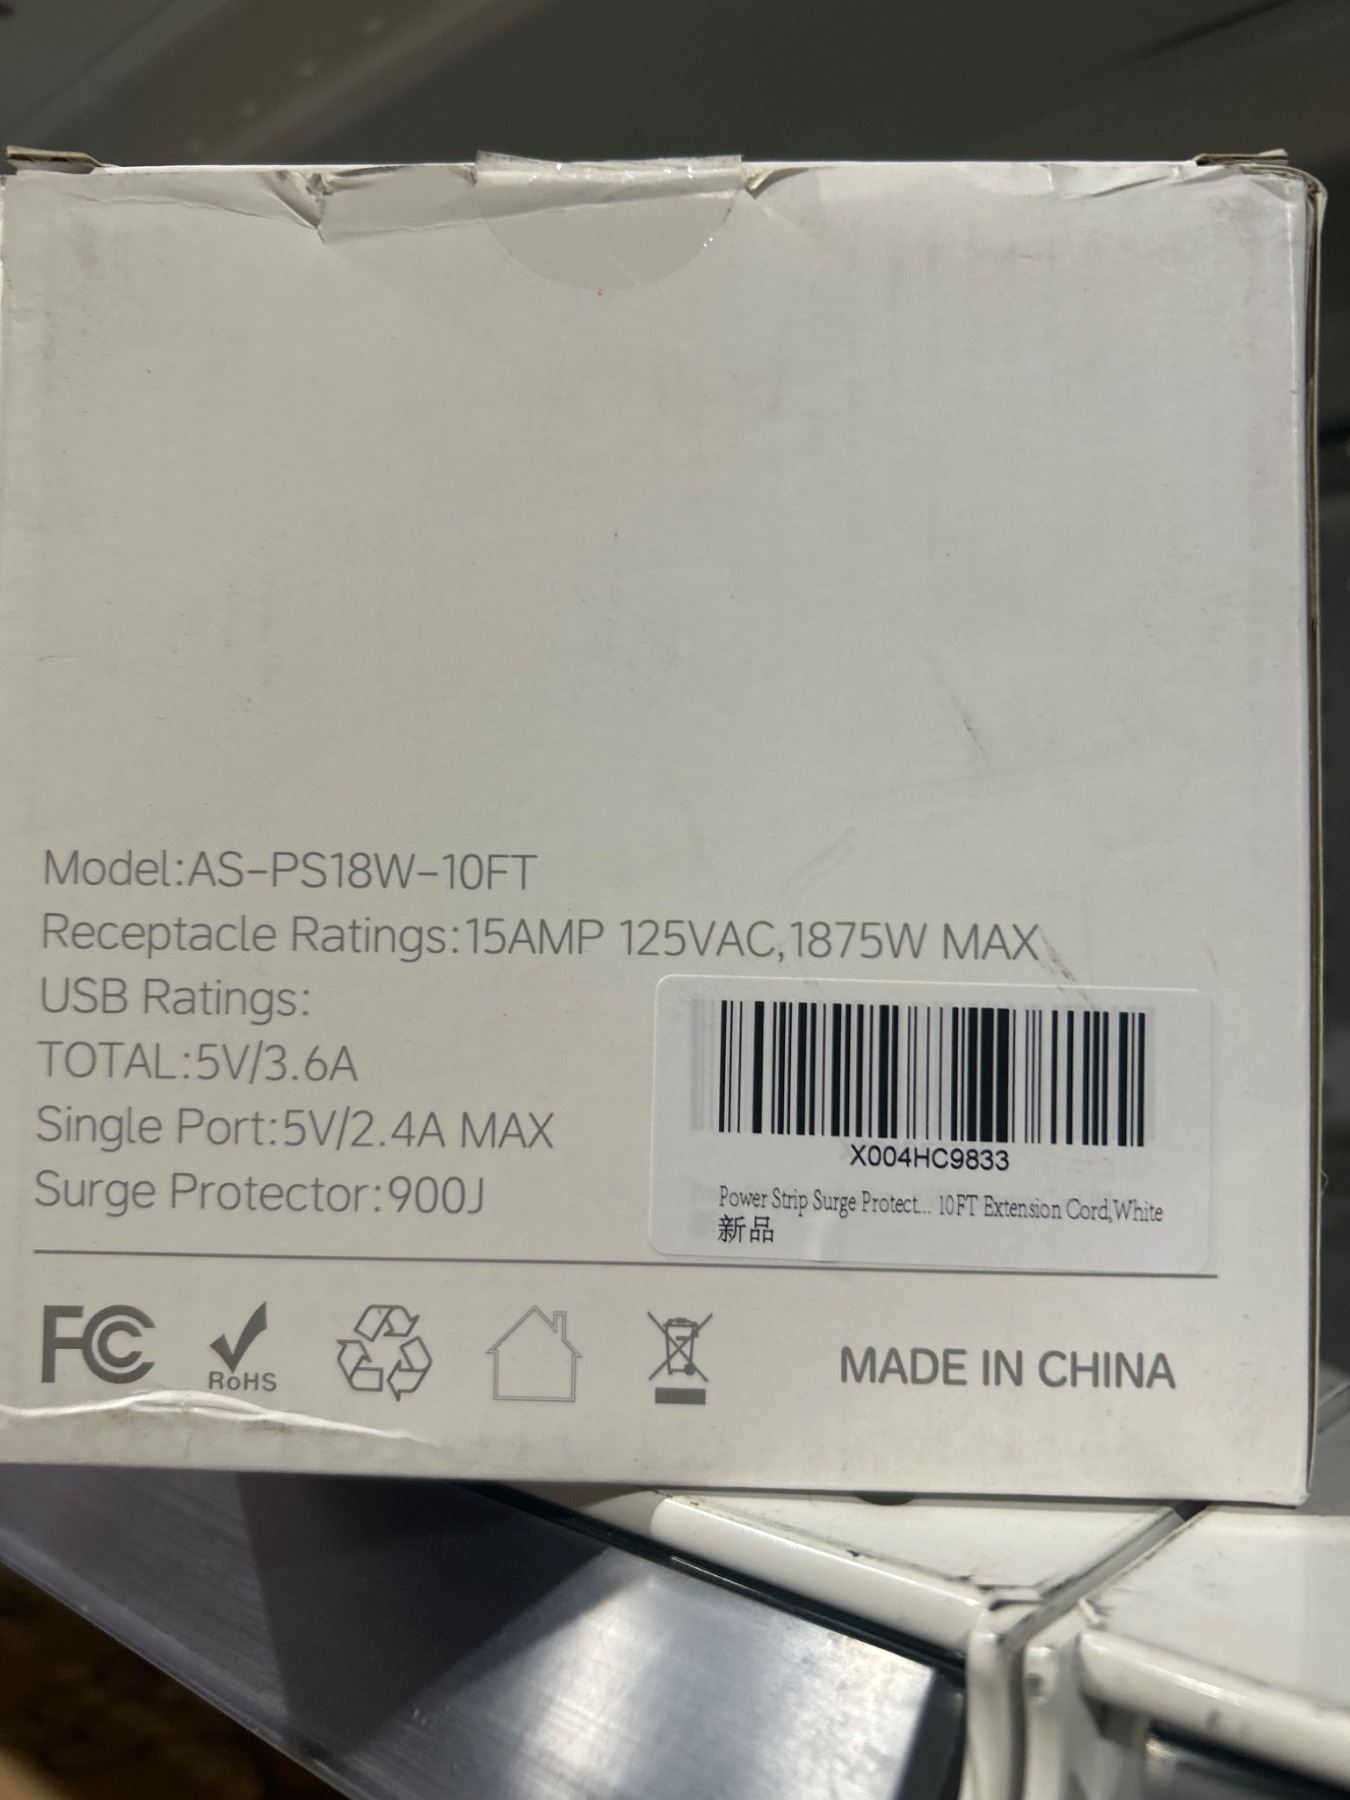 Model:AS-PS18W-10FT
Receptacle Ratings:15AMP 125VAC,1875W MAX
USB Ratings:
TOTAL:5V/3.6A
Single Port:5V/2.4A MAX
Surge Protector:900J
X004HC9833
Power Strip Surge Protect... 10FT Extension Cord,White
新品
FC
RoHS
MADE IN CHINA